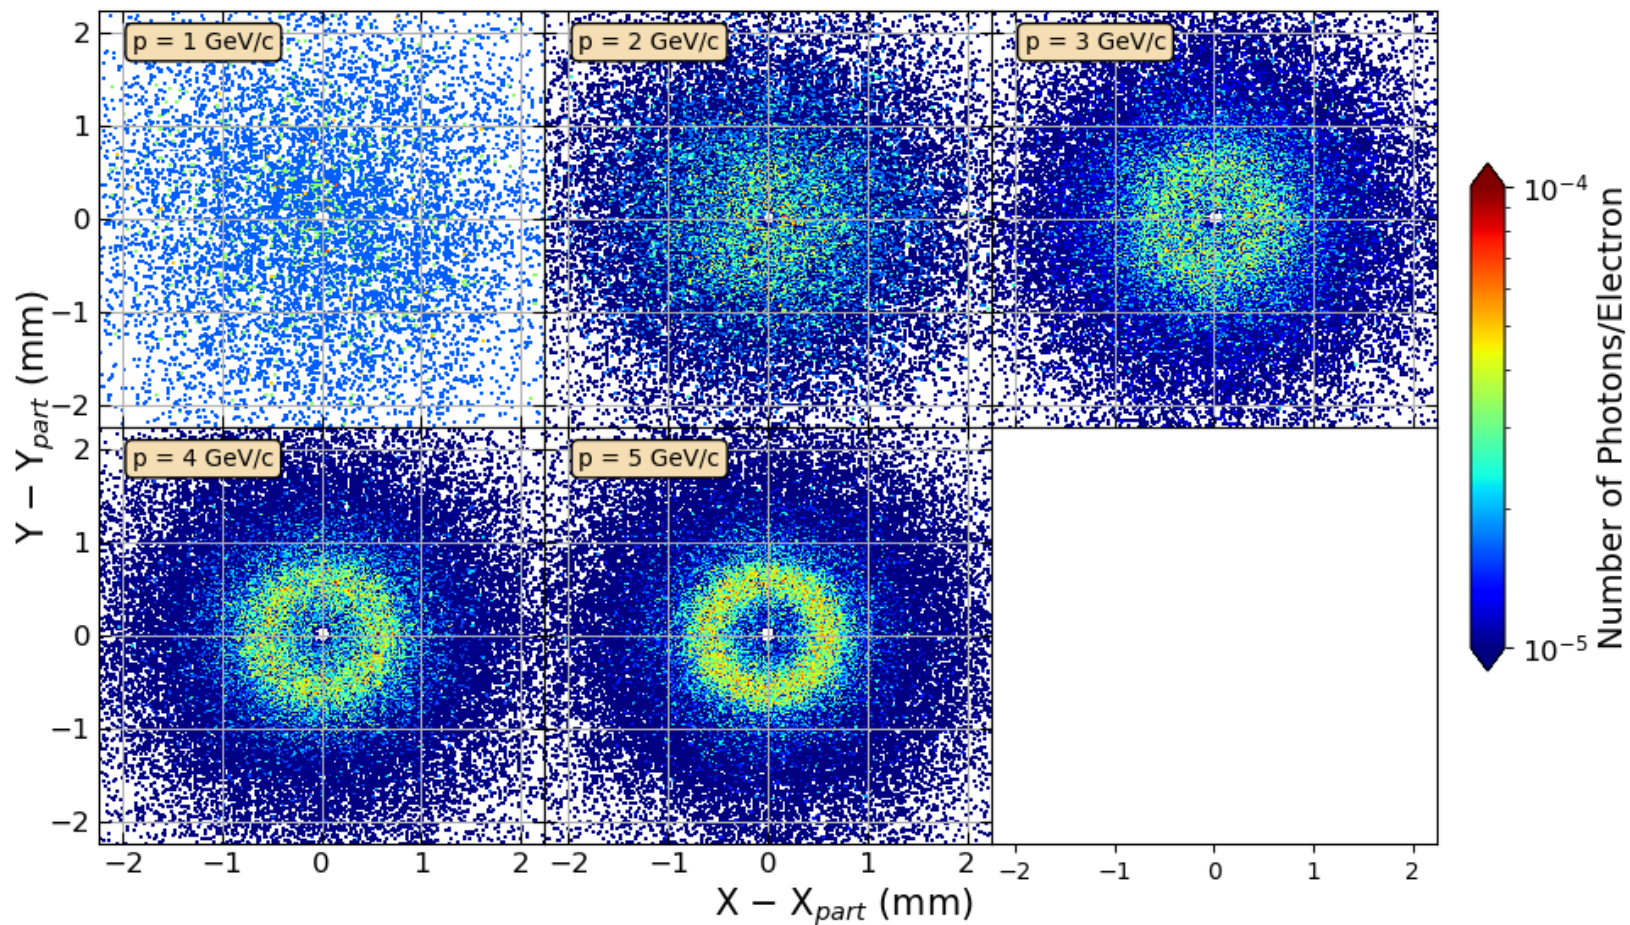 p = 1 GeV/c
p = 2 GeV/c
p = 3 GeV/c
2
1
0
−1
−2
p = 4 GeV/c
p = 5 GeV/c
2
1
0
−1
−2
−2 −1 0 1 2
−2 −1 0 1 2
−2 −1 0 1 2
X − X_part (mm)
Y − Y_part (mm)
10^−4
10^−5
Number of Photons/Electron